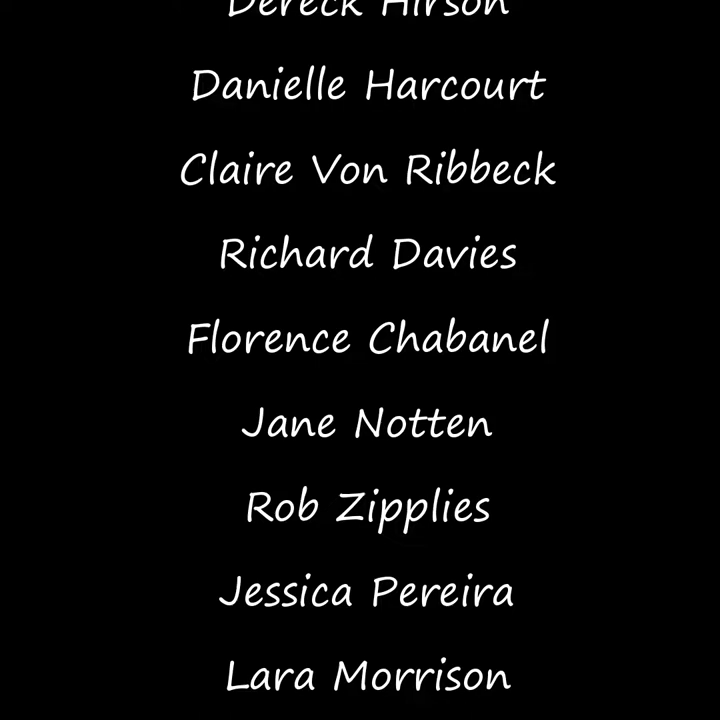 Dereck Hirson
Danielle Harcourt
Claire Von Ribbeck
Richard Davies
Florence Chabanel
Jane Notten
Rob Zipplies
Jessica Pereira
Lara Morrison